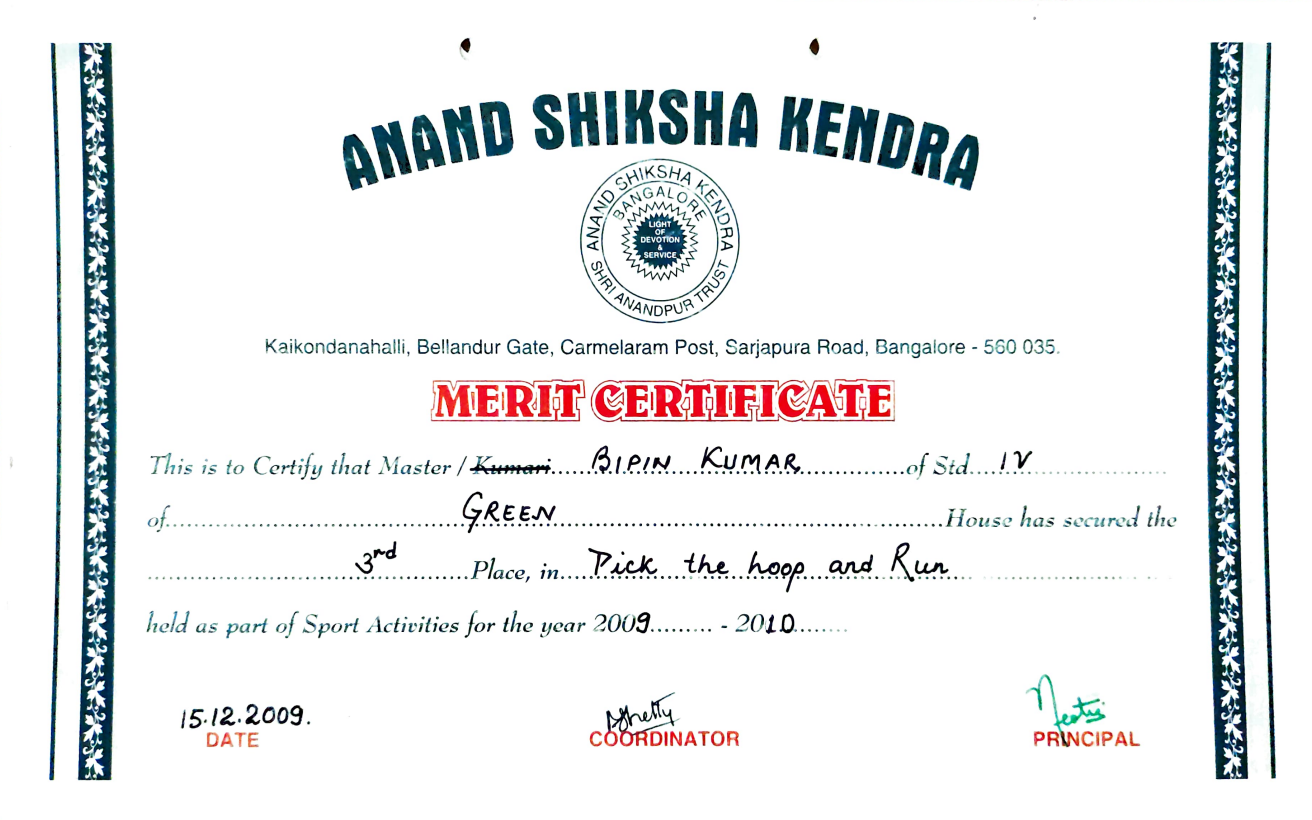 ANAND SHIKSHA KENDRA
ANAND SHIKSHA KENDRA
BANGALORE
LIGHT
OF
DEVOTION
&
SERVICE
SHRI ANANDPUR TRUST
Kaikondanahalli, Bellandur Gate, Carmelaram Post, Sarjapura Road, Bangalore - 560 035.
MERIT CERTIFICATE
This is to Certify that Master / Kumari.....BIPIN KUMAR...............of Std...IV.....................
of.....................................GREEN.................................................House has secured the
...............................3rd..........Place, in....Pick the hoop and Run.........................
held as part of Sport Activities for the year 2009......... - 2010........
15.12.2009.
DATE
Shetty
COORDINATOR
PRINCIPAL